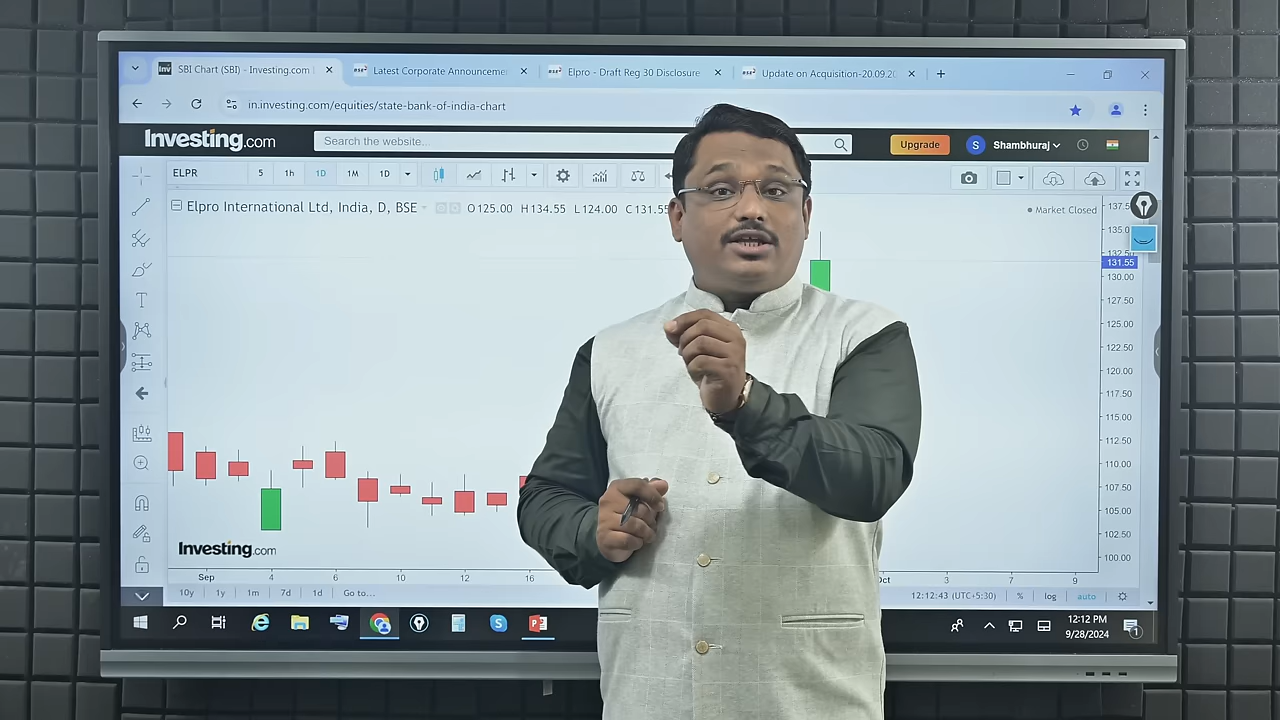 SBI Chart (SBI) - Investing.com
Latest Corporate Announceme
Elpro - Draft Reg 30 Disclosure
Update on Acquisition-20.09.20
in.investing.com/equities/state-bank-of-india-chart
Investing.com
Search the website...
Upgrade
S
Shambhuraj
ELPR
5
1h
1D
1M
1D
Elpro International Ltd, India, D, BSE
O 125.00 H 134.55 L 124.00 C 131.55
Market Closed
137.5
135.0
132.5
131.55
130.00
127.50
125.00
122.50
120.00
117.50
115.00
112.50
110.00
107.50
105.00
102.50
100.00
Investing.com
Sep
4
6
10
12
16
Oct
3
7
9
10y
1y
1m
7d
1d
Go to...
12:12:43 (UTC+5:30)
%
log
auto
12:12 PM
9/28/2024
1